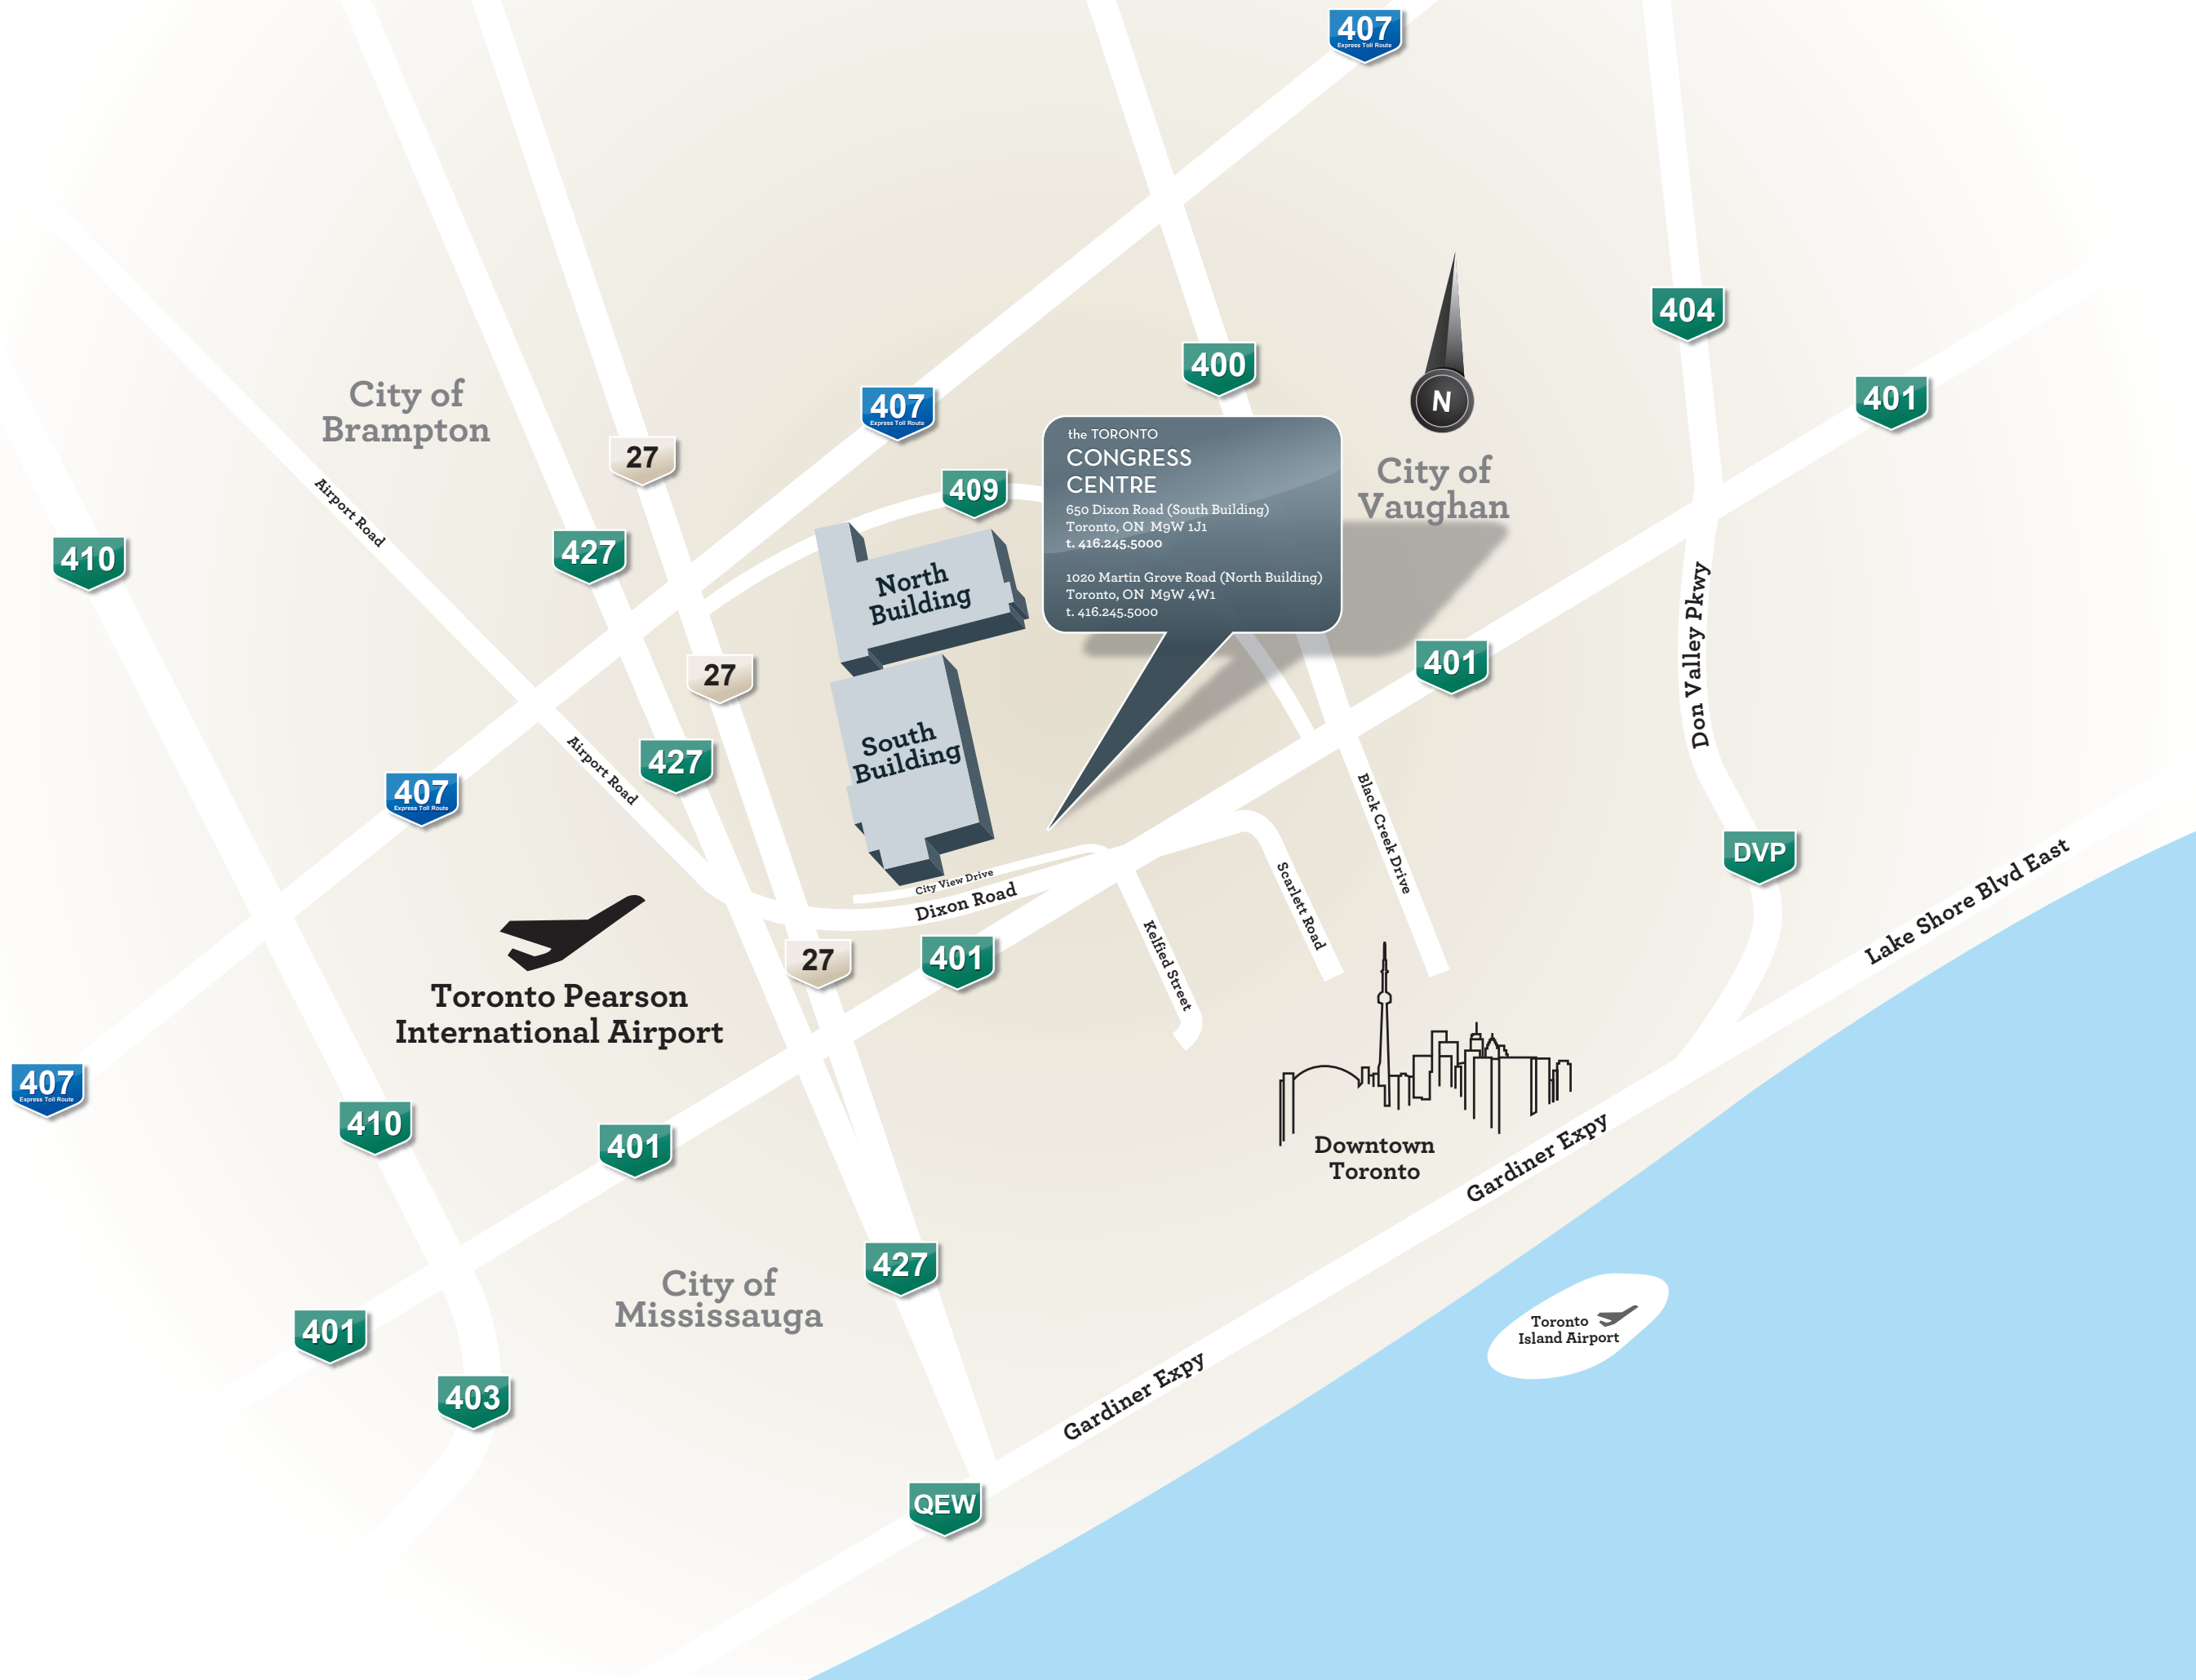 407
Express Toll Route
404
400
401
City of
Brampton
407
Express Toll Route
N
27
the TORONTO
CONGRESS
CENTRE
650 Dixon Road (South Building)
Toronto, ON M9W 1J1
t. 416.245.5000
1020 Martin Grove Road (North Building)
Toronto, ON M9W 4W1
t. 416.245.5000
City of
Vaughan
409
Airport Road
410
427
North
Building
Don Valley Pkwy
401
27
South
Building
427
Airport Road
407
Express Toll Route
Black Creek Drive
DVP
City View Drive
Dixon Road
Scarlett Road
Lake Shore Blvd East
Kelfied Street
27
401
Toronto Pearson
International Airport
407
Express Toll Route
410
401
Downtown
Toronto
Gardiner Expy
427
City of
Mississauga
401
Toronto
Island Airport
403
Gardiner Expy
QEW